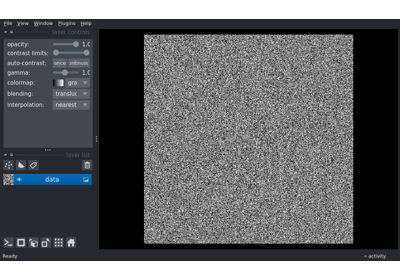 File View Window Plugins Help
layer controls
opacity: 1.0
contrast limits:
auto-contrast: once continuous
gamma: 1.0
colormap: gra
blending: transluc
interpolation: nearest
layer list
data
Ready
activity